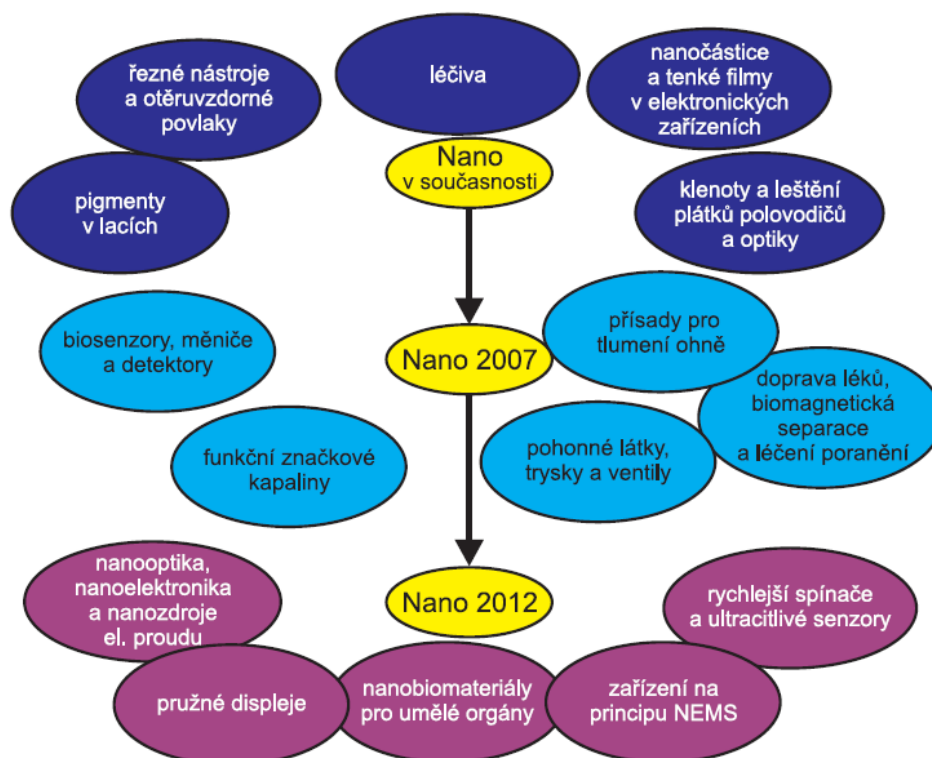 řezné nástroje
a otěruvzdorné
povlaky
léčiva
nanočástice
a tenké filmy
v elektronických
zařízeních
Nano
v současnosti
pigmenty
v lacích
klenoty a leštění
plátků polovodičů
a optiky
biosenzory, měniče
a detektory
Nano 2007
přísady pro
tlumení ohně
doprava léků,
biomagnetická
separace
a léčení poranění
funkční značkové
kapaliny
pohonné látky,
trysky a ventily
nanooptika,
nanoelektronika
a nanozdroje
el. proudu
Nano 2012
rychlejší spínače
a ultracitlivé senzory
pružné displeje
nanobiomateriály
pro umělé orgány
zařízení na
principu NEMS